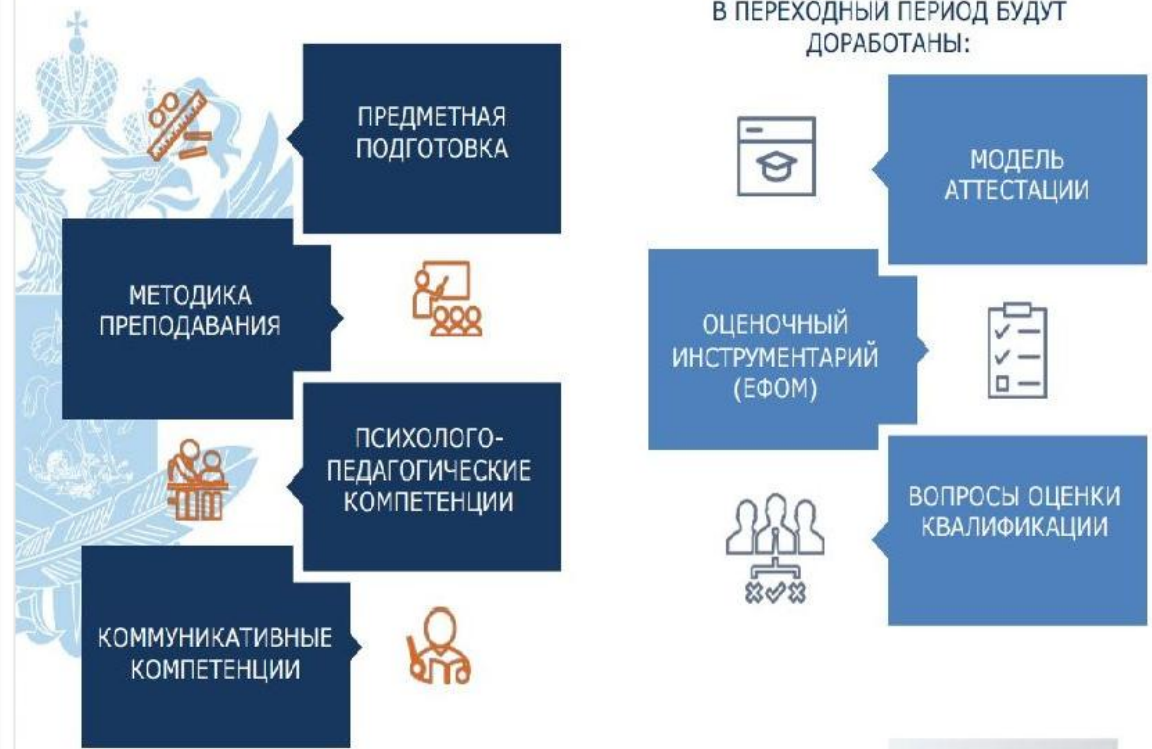 ПРЕДМЕТНАЯ
ПОДГОТОВКА
МЕТОДИКА
ПРЕПОДАВАНИЯ
ПСИХОЛОГО-
ПЕДАГОГИЧЕСКИЕ
КОМПЕТЕНЦИИ
КОММУНИКАТИВНЫЕ
КОМПЕТЕНЦИИ
В ПЕРЕХОДНЫЙ ПЕРИОД БУДУТ
ДОРАБОТАНЫ:
МОДЕЛЬ
АТТЕСТАЦИИ
ОЦЕНОЧНЫЙ
ИНСТРУМЕНТАРИЙ
(ЕФОМ)
ВОПРОСЫ ОЦЕНКИ
КВАЛИФИКАЦИИ